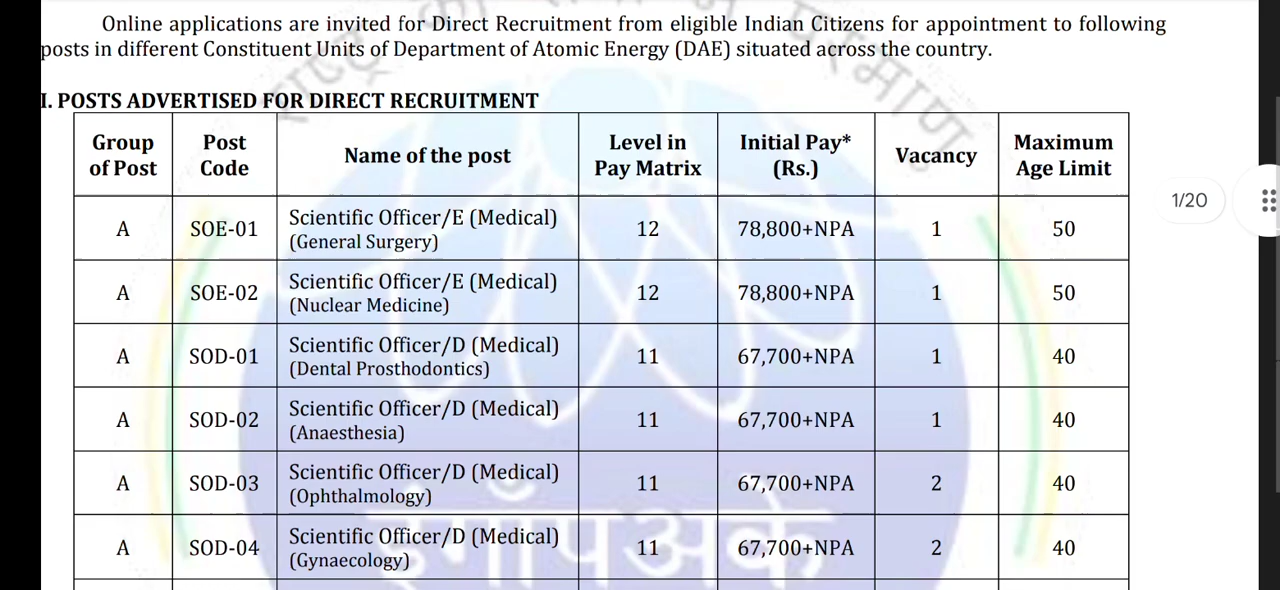 Online applications are invited for Direct Recruitment from eligible Indian Citizens for appointment to following
posts in different Constituent Units of Department of Atomic Energy (DAE) situated across the country.
I. POSTS ADVERTISED FOR DIRECT RECRUITMENT
Group of Post | Post Code | Name of the post | Level in Pay Matrix | Initial Pay* (Rs.) | Vacancy | Maximum Age Limit
A | SOE-01 | Scientific Officer/E (Medical) (General Surgery) | 12 | 78,800+NPA | 1 | 50
A | SOE-02 | Scientific Officer/E (Medical) (Nuclear Medicine) | 12 | 78,800+NPA | 1 | 50
A | SOD-01 | Scientific Officer/D (Medical) (Dental Prosthodontics) | 11 | 67,700+NPA | 1 | 40
A | SOD-02 | Scientific Officer/D (Medical) (Anaesthesia) | 11 | 67,700+NPA | 1 | 40
A | SOD-03 | Scientific Officer/D (Medical) (Ophthalmology) | 11 | 67,700+NPA | 2 | 40
A | SOD-04 | Scientific Officer/D (Medical) (Gynaecology) | 11 | 67,700+NPA | 2 | 40
1/20